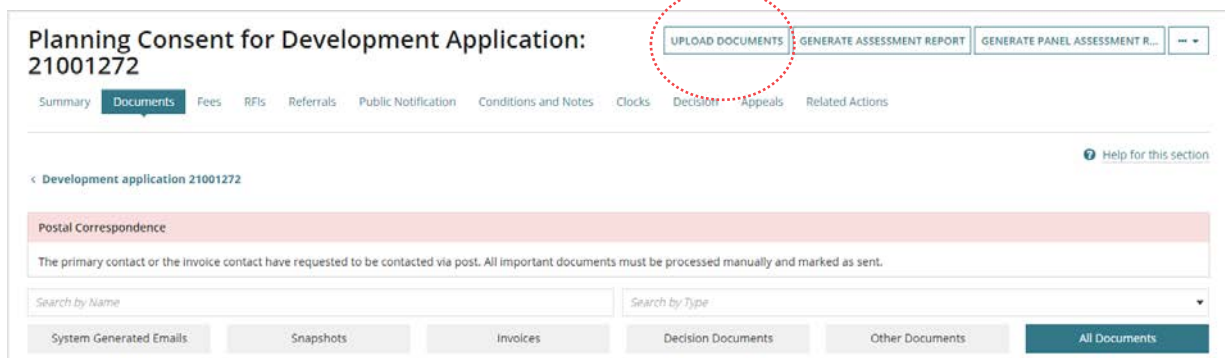 Planning Consent for Development Application:
21001272
UPLOAD DOCUMENTS GENERATE ASSESSMENT REPORT GENERATE PANEL ASSESSMENT R...
Summary Documents Fees RFIs Referrals Public Notification Conditions and Notes Clocks Decision Appeals Related Actions
Help for this section
< Development application 21001272
Postal Correspondence
The primary contact or the invoice contact have requested to be contacted via post. All important documents must be processed manually and marked as sent.
Search by Name Search by Type
System Generated Emails Snapshots Invoices Decision Documents Other Documents All Documents